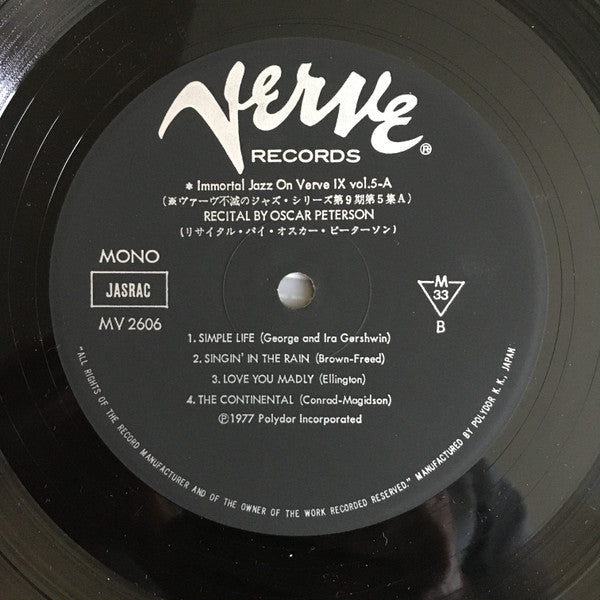 Verve
RECORDS ®
* Immortal Jazz On Verve IX vol.5-A
(※ヴァーヴ不滅のジャズ・シリーズ第9期第5集A)
RECITAL BY OSCAR PETERSON
(リサイタル・バイ・オスカー・ピーターソン)
MONO
JASRAC
MV 2606
M
33
B
1. SIMPLE LIFE (George and Ira Gershwin)
2. SINGIN' IN THE RAIN (Brown-Freed)
3. LOVE YOU MADLY (Ellington)
4. THE CONTINENTAL (Conrad-Magidson)
Ⓟ1977 Polydor Incorporated
"ALL RIGHTS OF THE RECORD MANUFACTURER AND OF THE OWNER OF THE WORK RECORDED RESERVED." MANUFACTURED BY POLYDOR K.K., JAPAN